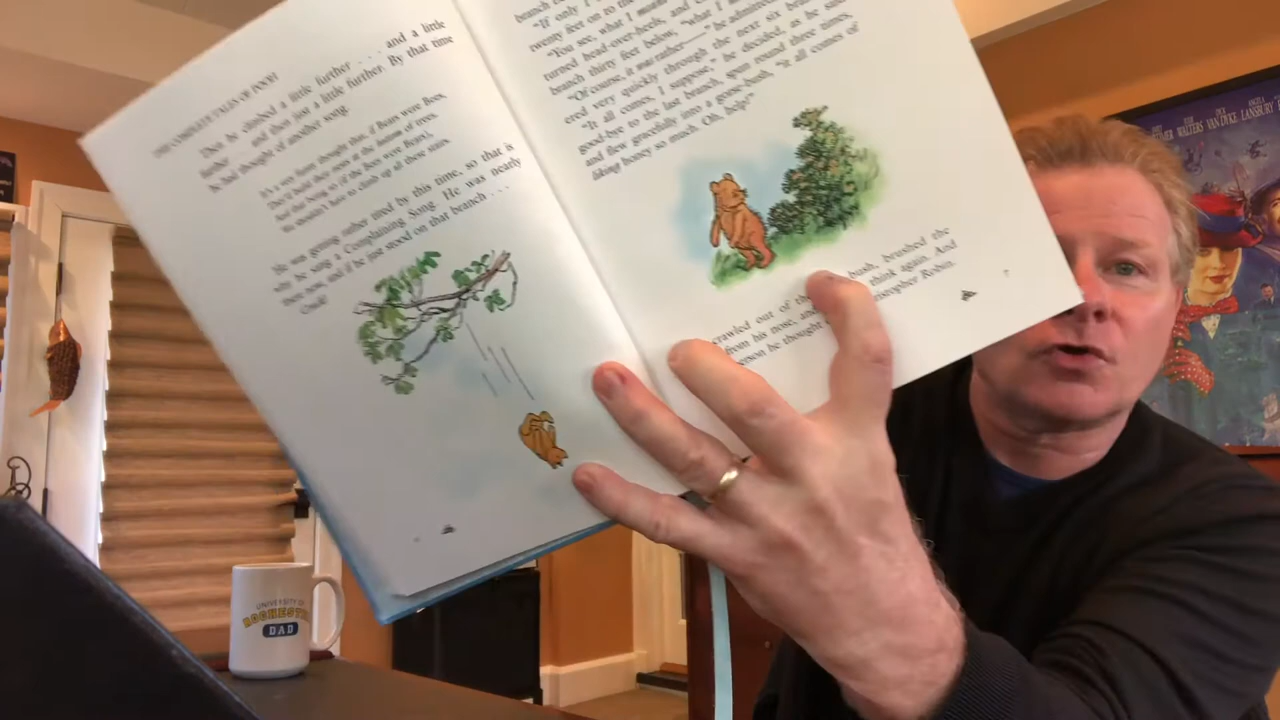 THE COMPLETE TALES OF POOH
Then he climbed a little further . . . and a little
further . . . and then just a little further. By that time
he had thought of another song.
It's a very funny thought that, if Bears were Bees,
They'd build their nests at the bottom of trees.
And that being so (if the Bees were Bears),
We shouldn't have to climb up all these stairs.
He was getting rather tired by this time, so that is
why he sang a Complaining Song. He was nearly
there now, and if he just stood on that branch . . .
Crack!
branch
"If only I
twenty feet on to the
"You see, what I meant
turned head-over-heels, and
branch thirty feet below, "what I
"Of course, it was rather——" he admitted,
ered very quickly through the next six
"It all comes, I suppose," he decided, as he said
good-bye to the last branch, spun round three times,
and flew gracefully into a gorse-bush, "it all comes of
liking honey so much. Oh, help!"
crawled out of the bush, brushed the
from his nose, and think again. And
person he thought Christopher Robin.
UNIVERSITY OF
ROCHESTER
DAD
WALTERS
DICK
VAN DYKE
ANGELA
LANSBURY